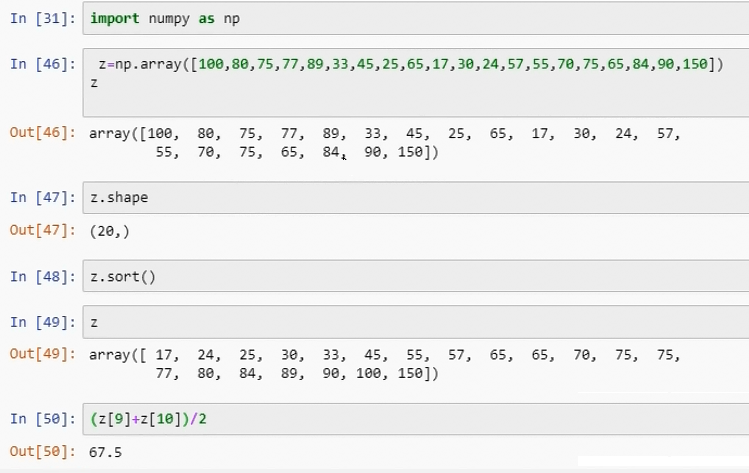 In [31]: import numpy as np
In [46]: z=np.array([100,80,75,77,89,33,45,25,65,17,30,24,57,55,70,75,65,84,90,150])
z
Out[46]: array([100, 80, 75, 77, 89, 33, 45, 25, 65, 17, 30, 24, 57,
55, 70, 75, 65, 84, 90, 150])
In [47]: z.shape
Out[47]: (20,)
In [48]: z.sort()
In [49]: z
Out[49]: array([ 17, 24, 25, 30, 33, 45, 55, 57, 65, 65, 70, 75, 75,
77, 80, 84, 89, 90, 100, 150])
In [50]: (z[9]+z[10])/2
Out[50]: 67.5